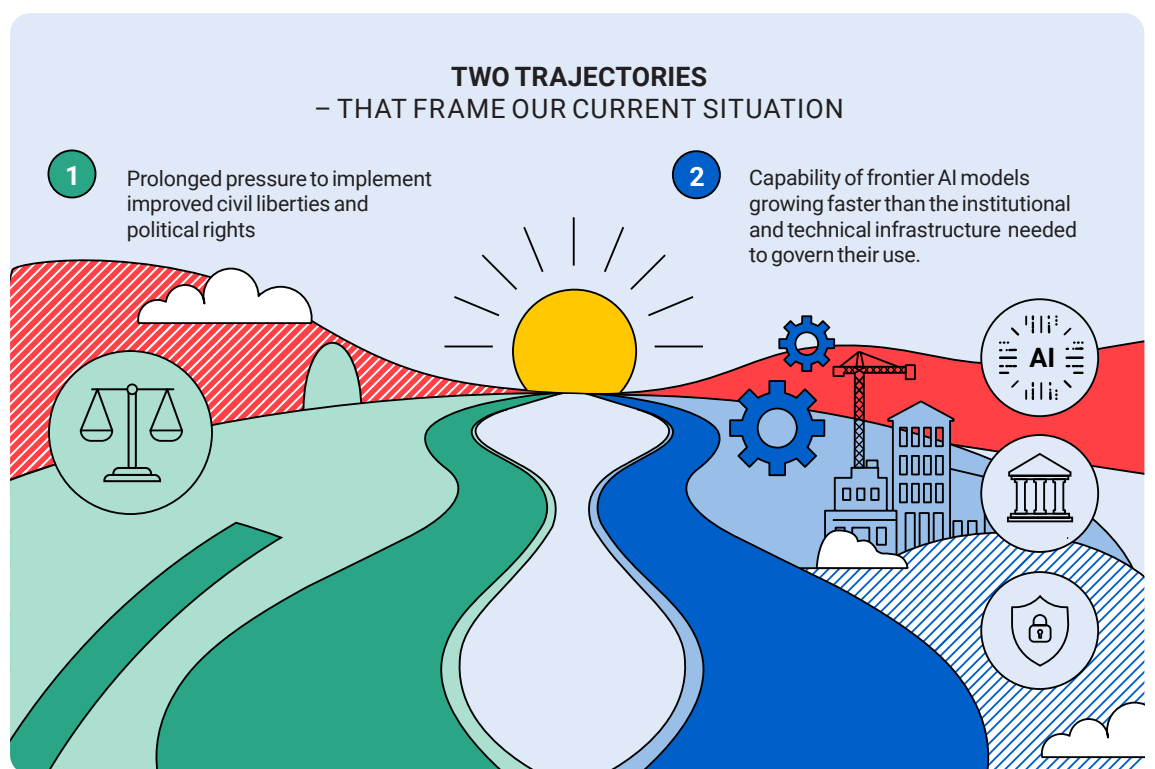 TWO TRAJECTORIES
– THAT FRAME OUR CURRENT SITUATION
1
Prolonged pressure to implement
improved civil liberties and
political rights
2
Capability of frontier AI models
growing faster than the institutional
and technical infrastructure needed
to govern their use.
AI